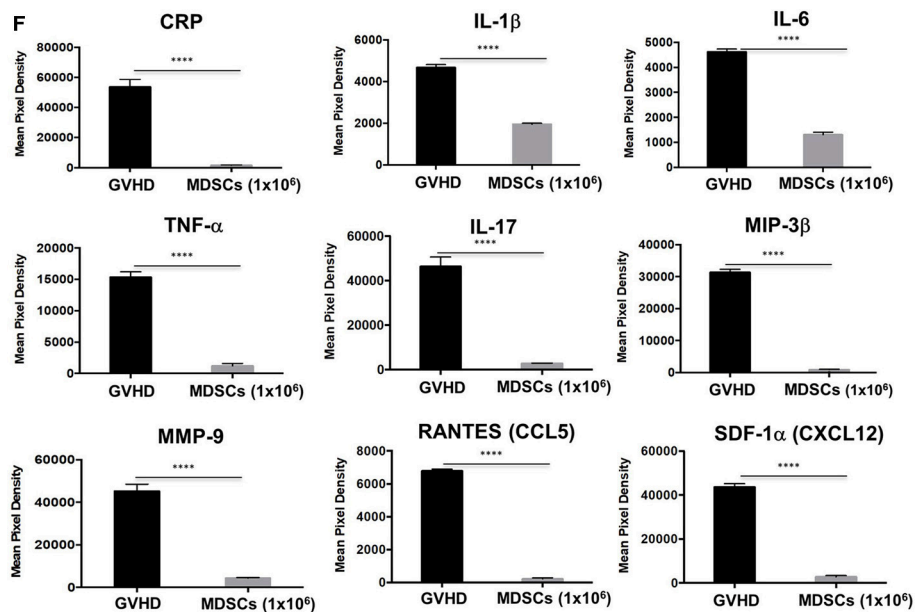 F
CRP
Mean Pixel Density
80000
60000
40000
20000
0
****
GVHD
MDSCs (1x10⁶)
IL-1β
Mean Pixel Density
6000
4000
2000
0
****
GVHD
MDSCs (1x10⁶)
IL-6
Mean Pixel Density
5000
4000
3000
2000
1000
0
****
GVHD
MDSCs (1x10⁶)
TNF-α
Mean Pixel Density
20000
15000
10000
5000
0
****
GVHD
MDSCs (1x10⁶)
IL-17
Mean Pixel Density
60000
40000
20000
0
****
GVHD
MDSCs (1x10⁶)
MIP-3β
Mean Pixel Density
40000
30000
20000
10000
0
****
GVHD
MDSCs (1x10⁶)
MMP-9
Mean Pixel Density
60000
40000
20000
0
****
GVHD
MDSCs (1x10⁶)
RANTES (CCL5)
Mean Pixel Density
8000
6000
4000
2000
0
****
GVHD
MDSCs (1x10⁶)
SDF-1α (CXCL12)
Mean Pixel Density
60000
40000
20000
0
****
GVHD
MDSCs (1x10⁶)